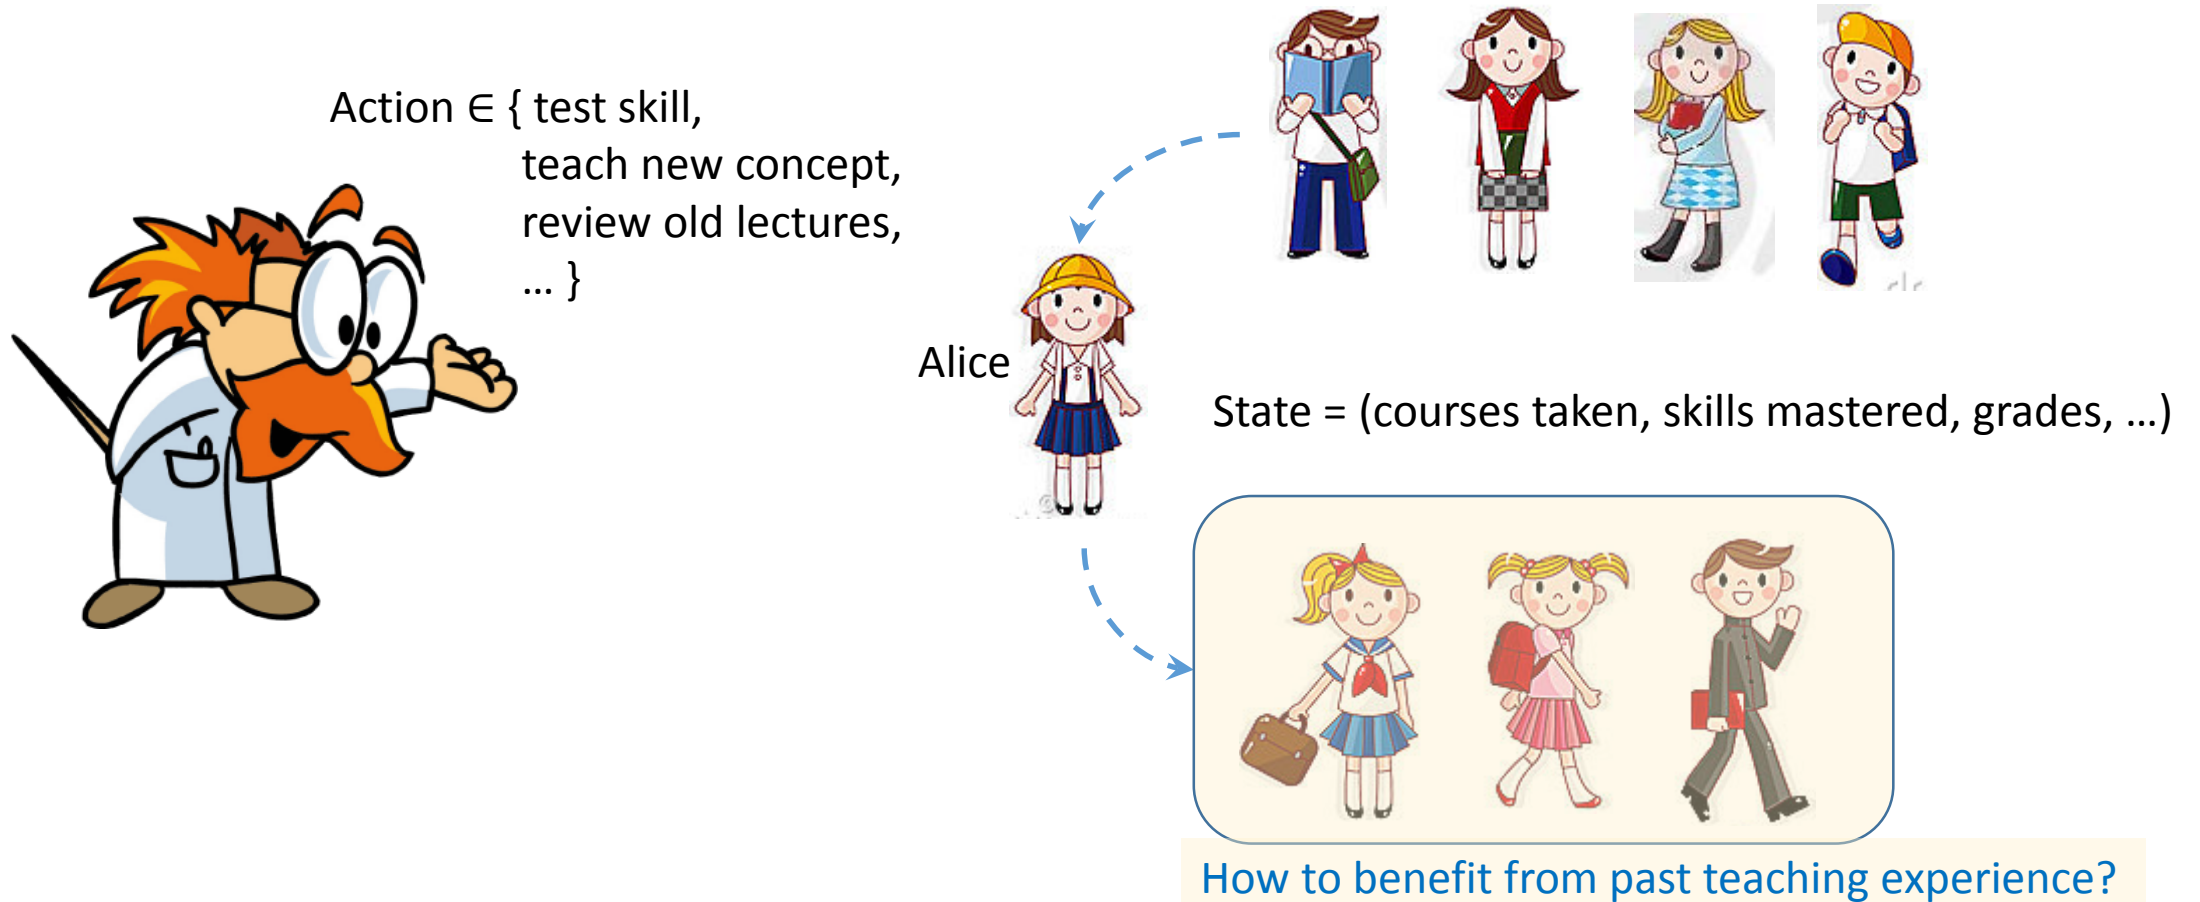 Action ∈ { test skill,
teach new concept,
review old lectures,
... }
Alice
State = (courses taken, skills mastered, grades, ...)
How to benefit from past teaching experience?